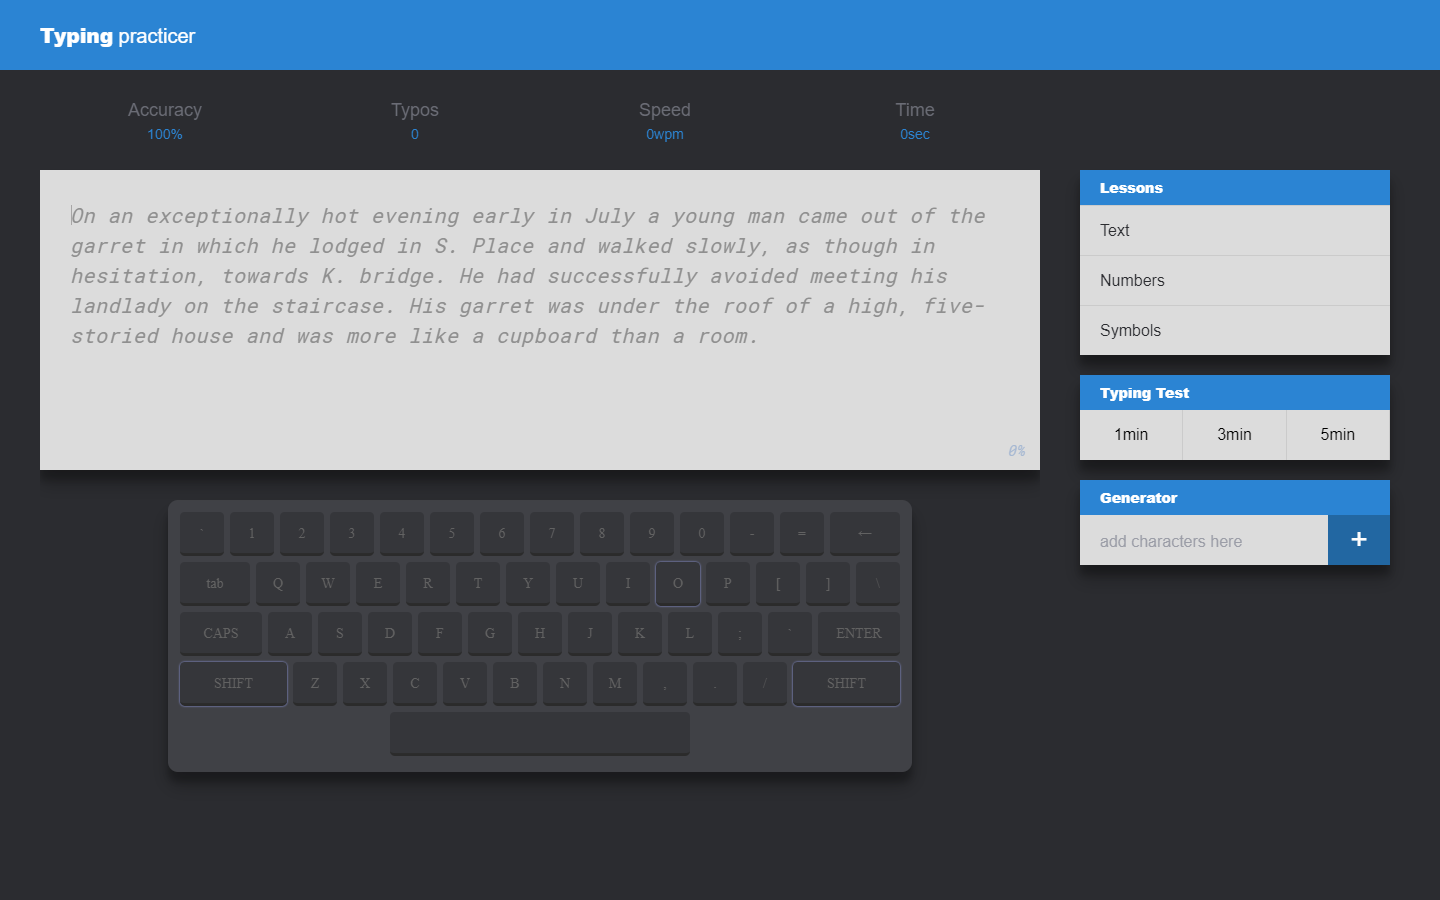 Typing practicer
Accuracy Typos Speed Time
100% 0 0wpm 0sec
On an exceptionally hot evening early in July a young man came out of the
garret in which he lodged in S. Place and walked slowly, as though in
hesitation, towards K. bridge. He had successfully avoided meeting his
landlady on the staircase. His garret was under the roof of a high, five-
storied house and was more like a cupboard than a room.
0%
` 1 2 3 4 5 6 7 8 9 0 - = ←
tab Q W E R T Y U I O P [ ] \
CAPS A S D F G H J K L ; ` ENTER
SHIFT Z X C V B N M , . / SHIFT
Lessons
Text
Numbers
Symbols
Typing Test
1min 3min 5min
Generator
add characters here +